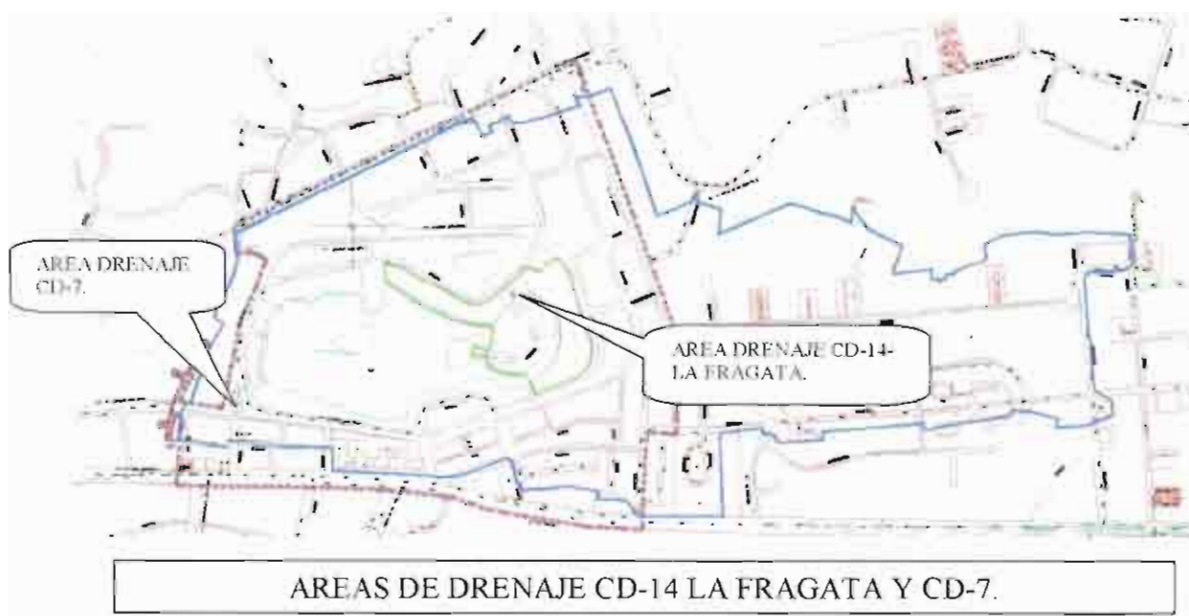 AREA DRENAJE
CD-7.
AREA DRENAJE CD-14-
LA FRAGATA.
AREAS DE DRENAJE CD-14 LA FRAGATA Y CD-7.